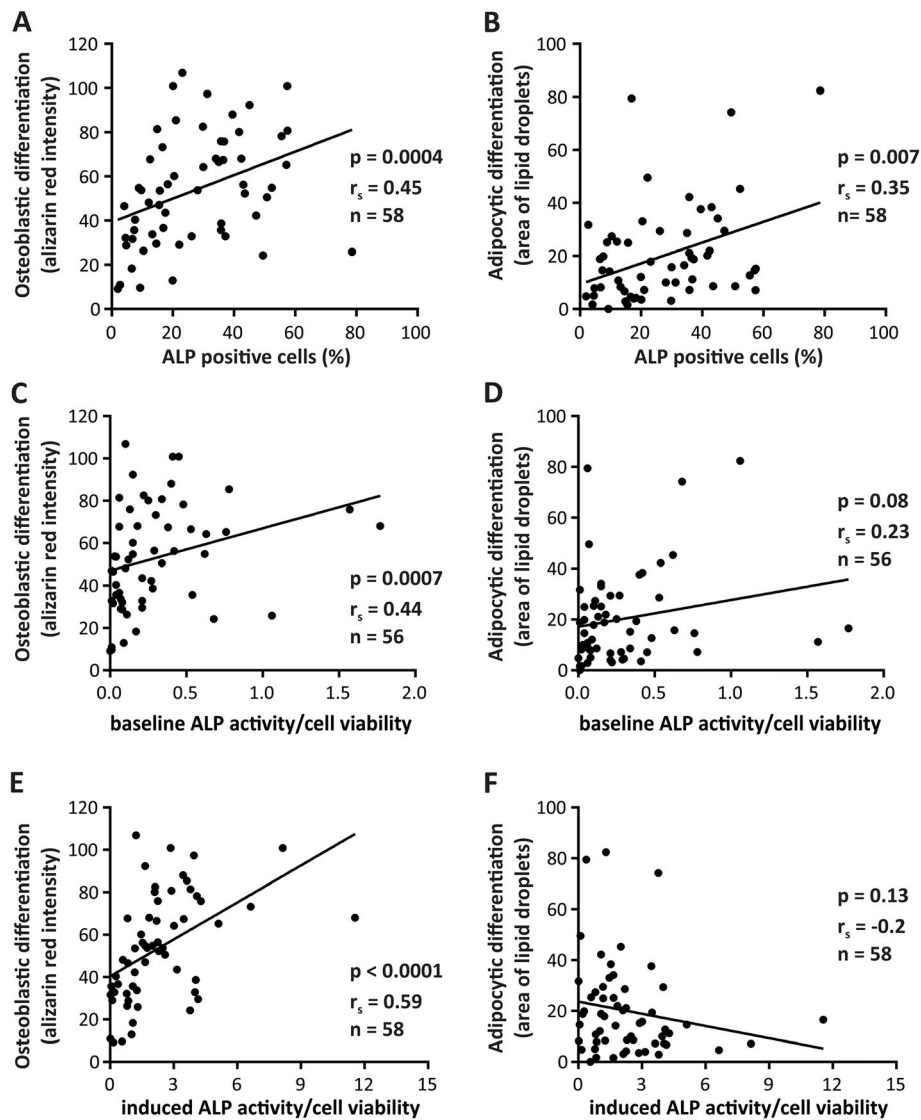 A
Osteoblastic differentiation
(alizarin red intensity)
120
100
80
60
40
20
0
0 20 40 60 80 100
ALP positive cells (%)
p = 0.0004
rs = 0.45
n = 58
B
Adipocytic differentiation
(area of lipid droplets)
100
80
60
40
20
0
0 20 40 60 80 100
ALP positive cells (%)
p = 0.007
rs = 0.35
n= 58
C
Osteoblastic differentiation
(alizarin red intensity)
120
100
80
60
40
20
0
0.0 0.5 1.0 1.5 2.0
baseline ALP activity/cell viability
p = 0.0007
rs = 0.44
n = 56
D
Adipocytic differentiation
(area of lipid droplets)
100
80
60
40
20
0
0.0 0.5 1.0 1.5 2.0
baseline ALP activity/cell viability
p = 0.08
rs = 0.23
n = 56
E
Osteoblastic differentiation
(alizarin red intensity)
120
100
80
60
40
20
0
0 3 6 9 12 15
induced ALP activity/cell viability
p < 0.0001
rs = 0.59
n = 58
F
Adipocytic differentiation
(area of lipid droplets)
100
80
60
40
20
0
0 3 6 9 12 15
induced ALP activity/cell viability
p = 0.13
rs = -0.2
n = 58